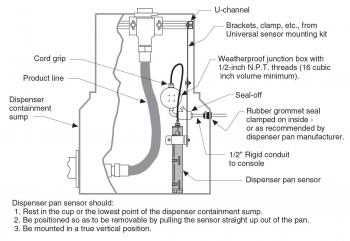 U-channel
Brackets, clamp, etc., from
Universal sensor mounting kit
Cord grip
Product line
Weatherproof junction box with
1/2-inch N.P.T. threads (16 cubic
inch volume minimum).
Seal-off
Dispenser
containment
sump
Rubber grommet seal
clamped on inside -
or as recommended by
dispenser pan manufacturer.
1/2" Rigid conduit
to console
Dispenser pan sensor
Dispenser pan sensor should:
1. Rest in the cup or the lowest point of the dispenser containment sump.
2. Be positioned so as to be removable by pulling the sensor straight up out of the pan.
3. Be mounted in a true vertical position.